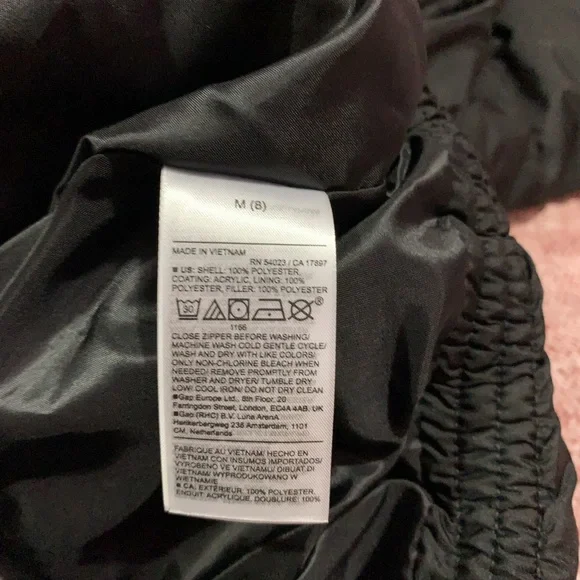 M (8)
MADE IN VIETNAM
RN 54023 / CA 17897
■ US: SHELL: 100% POLYESTER,
COATING: ACRYLIC, LINING: 100%
POLYESTER, FILLER: 100% POLYESTER
30
®
1166
CLOSE ZIPPER BEFORE WASHING/
MACHINE WASH COLD GENTLE CYCLE/
WASH AND DRY WITH LIKE COLORS/
ONLY NON-CHLORINE BLEACH WHEN
NEEDED/ REMOVE PROMPTLY FROM
WASHER AND DRYER/ TUMBLE DRY
LOW/ COOL IRON/ DO NOT DRY CLEAN
■Gap Europe Ltd., 8th Floor, 20
Farringdon Street, London, EC4A 4AB, UK
■Gap (RHC) B.V. Luna ArenA
Herikerbergweg 238 Amsterdam, 1101
CM, Netherlands
FABRIQUE AU VIETNAM/ HECHO EN
VIETNAM CON INSUMOS IMPORTADOS/
VYROBENO VE VIETNAMU/ DIBUAT DI
VIETNAM/ WYPRODUKOWANO W
WIETNAMIE
■ CA: EXTÉRIEUR: 100% POLYESTER,
ENDUIT ACRYLIQUE, DOUBLURE: 100%